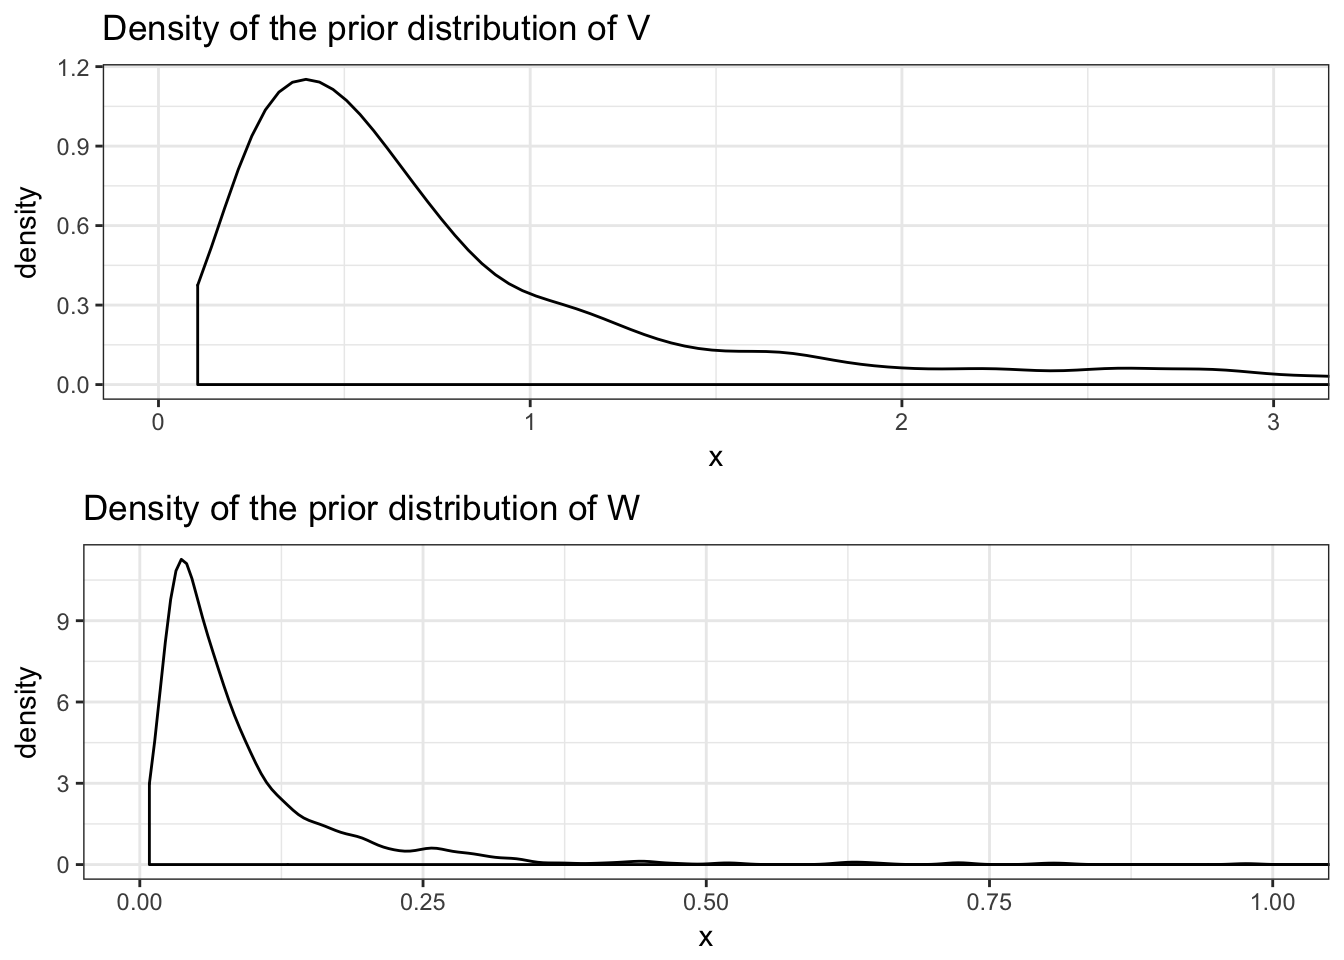 Density of the prior distribution of V
1.2
0.9
0.6
0.3
0.0
density
0 1 2 3
x
Density of the prior distribution of W
9
6
3
0
density
0.00 0.25 0.50 0.75 1.00
x